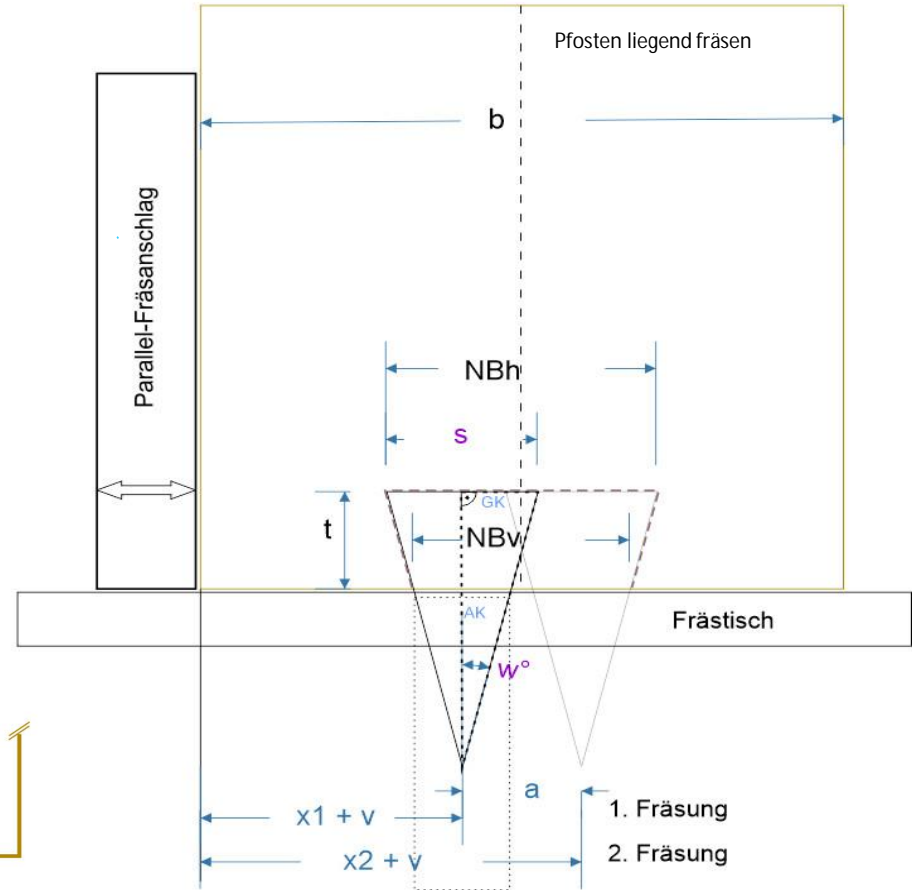 Pfosten liegend fräsen
b
Parallel-Fräsanschlag
NBh
s
GK
t
NBv
AK
Frästisch
w°
a
x1 + v
1. Fräsung
x2 + v
2. Fräsung